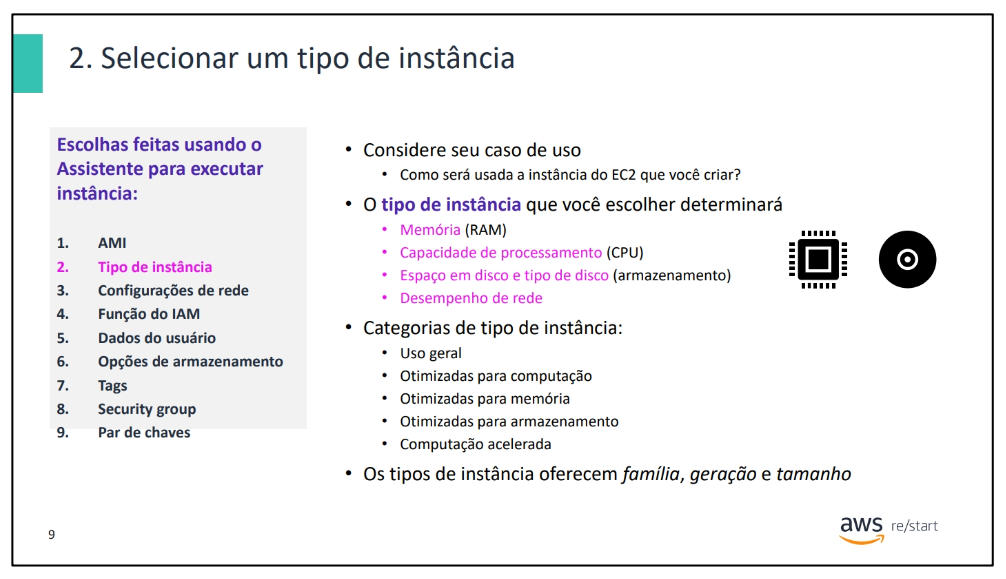 2. Selecionar um tipo de instância
Escolhas feitas usando o
Assistente para executar
instância:
1. AMI
2. Tipo de instância
3. Configurações de rede
4. Função do IAM
5. Dados do usuário
6. Opções de armazenamento
7. Tags
8. Security group
9. Par de chaves
• Considere seu caso de uso
• Como será usada a instância do EC2 que você criar?
• O tipo de instância que você escolher determinará
• Memória (RAM)
• Capacidade de processamento (CPU)
• Espaço em disco e tipo de disco (armazenamento)
• Desempenho de rede
• Categorias de tipo de instância:
• Uso geral
• Otimizadas para computação
• Otimizadas para memória
• Otimizadas para armazenamento
• Computação acelerada
• Os tipos de instância oferecem família, geração e tamanho
9
aws re/start